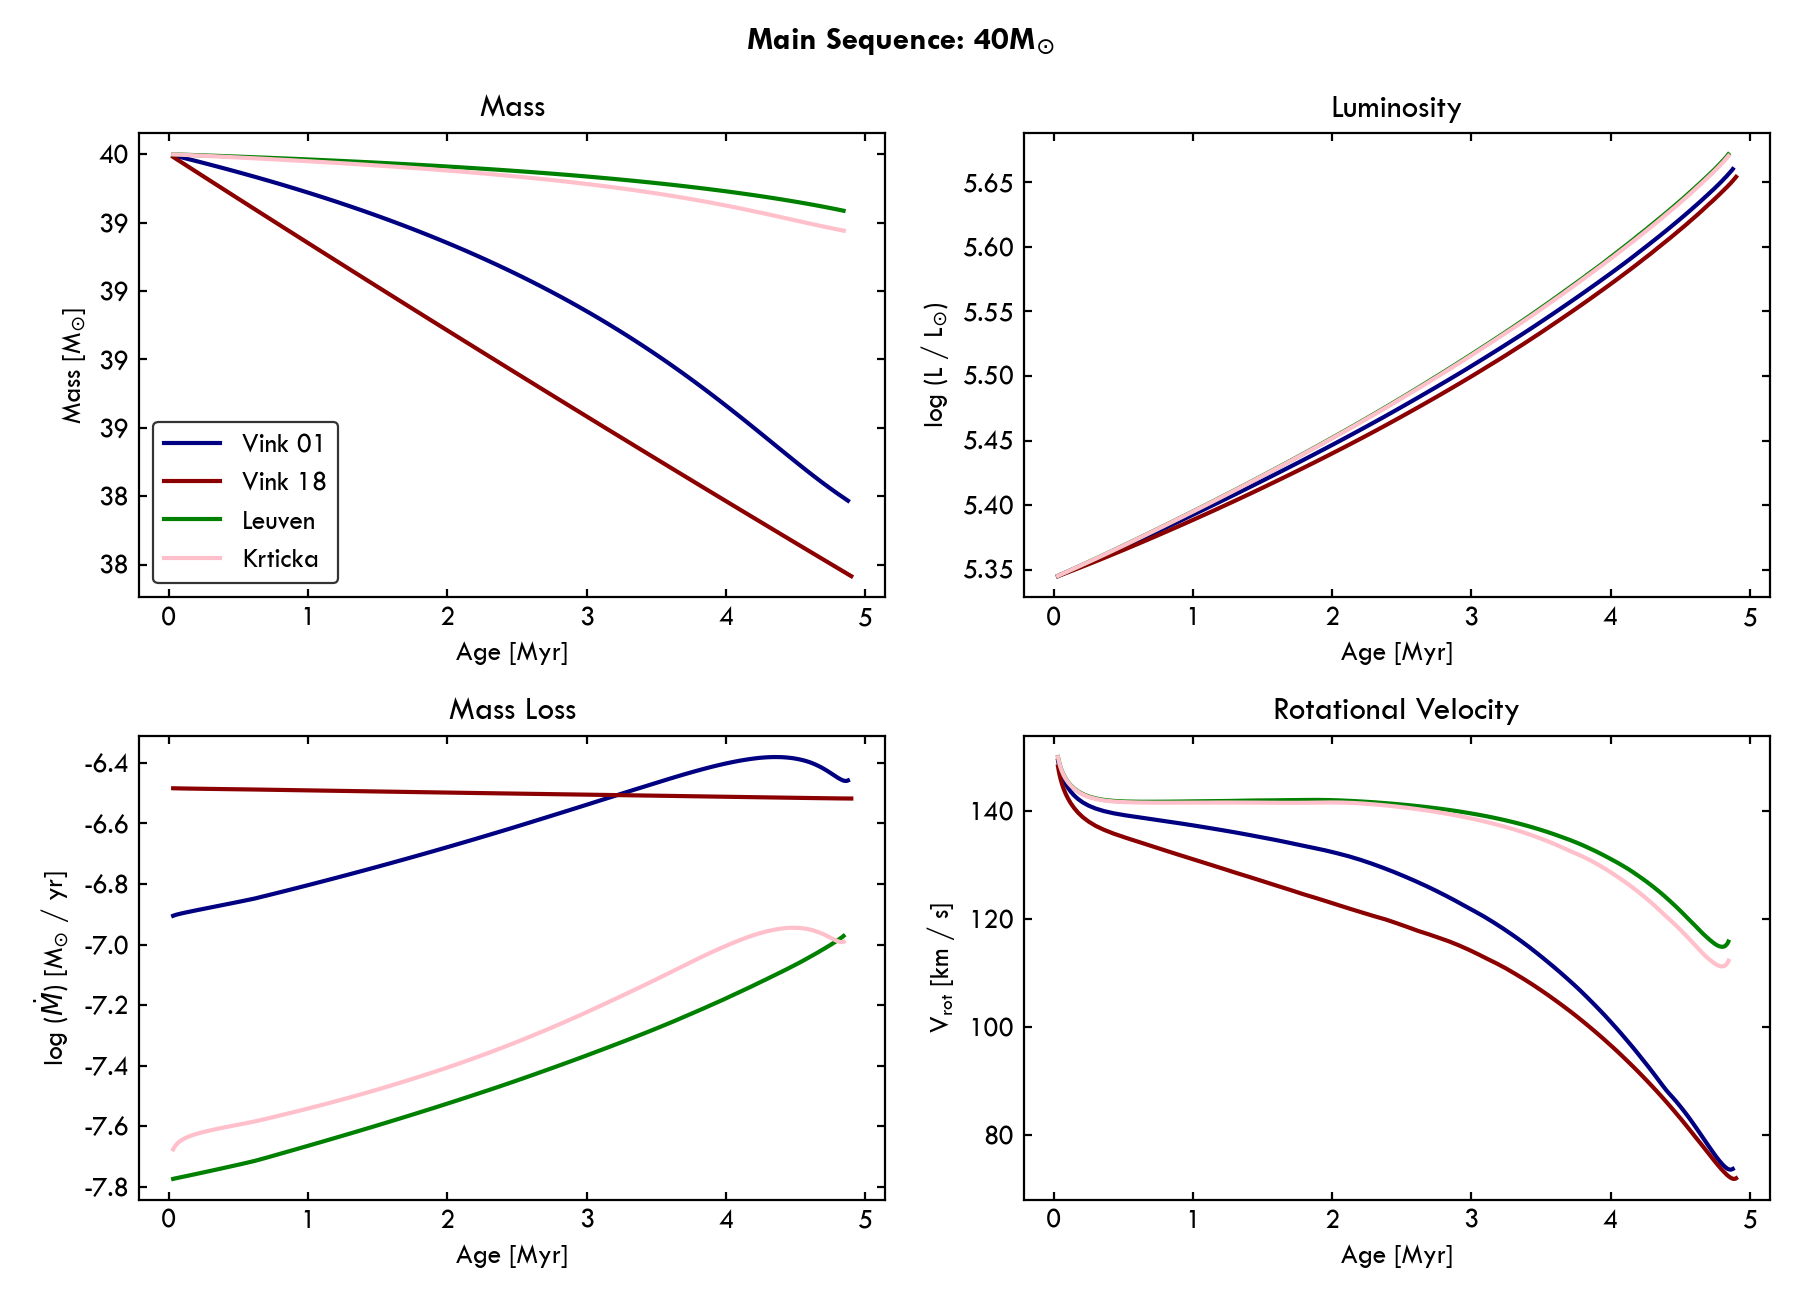 Main Sequence: 40M☉
Mass
40
39
39
39
39
38
38
Mass [M☉]
Vink 01
Vink 18
Leuven
Krticka
0 1 2 3 4 5
Age [Myr]
Luminosity
5.65
5.60
5.55
5.50
5.45
5.40
5.35
log (L / L☉)
0 1 2 3 4 5
Age [Myr]
Mass Loss
-6.4
-6.6
-6.8
-7.0
-7.2
-7.4
-7.6
-7.8
log (Ṁ) [M☉ / yr]
0 1 2 3 4 5
Age [Myr]
Rotational Velocity
140
120
100
80
Vrot [km / s]
0 1 2 3 4 5
Age [Myr]